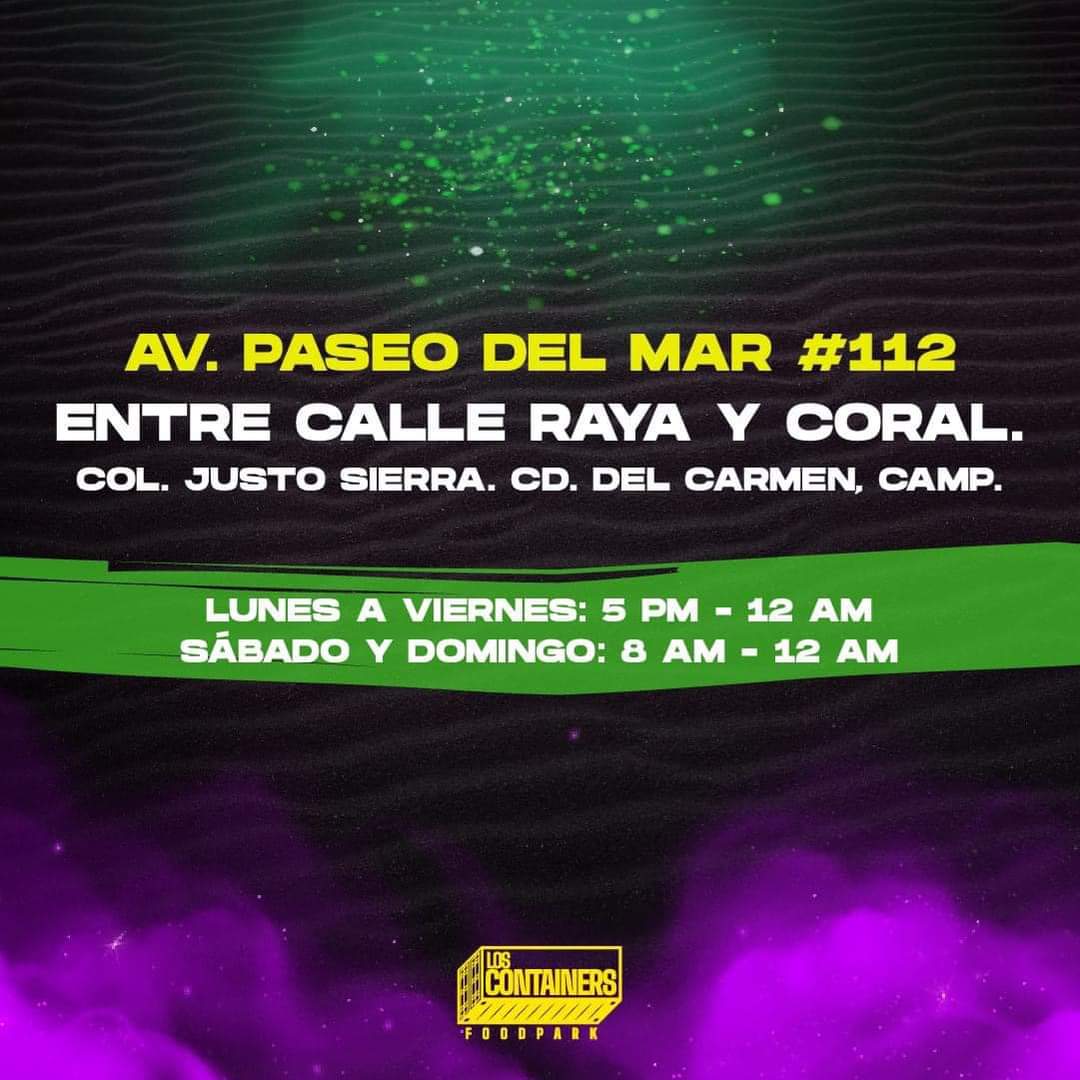 AV. PASEO DEL MAR #112
ENTRE CALLE RAYA Y CORAL.
COL. JUSTO SIERRA. CD. DEL CARMEN, CAMP.
LUNES A VIERNES: 5 PM - 12 AM
SÁBADO Y DOMINGO: 8 AM - 12 AM
LOS
CONTAINERS
FOODPARK